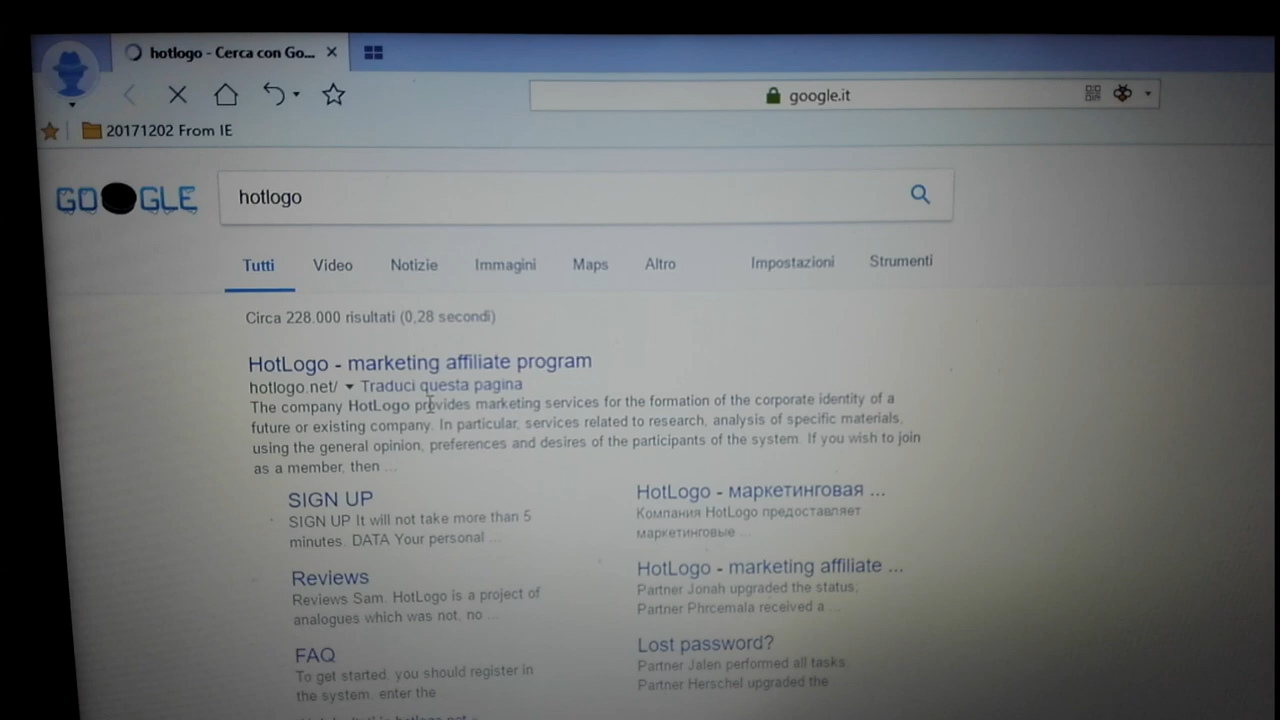 hotlogo - Cerca con Go...
google.it
20171202 From IE
GOOGLE
hotlogo
Tutti Video Notizie Immagini Maps Altro Impostazioni Strumenti
Circa 228.000 risultati (0,28 secondi)
HotLogo - marketing affiliate program
hotlogo.net/ Traduci questa pagina
The company HotLogo provides marketing services for the formation of the corporate identity of a
future or existing company. In particular, services related to research, analysis of specific materials,
using the general opinion, preferences and desires of the participants of the system. If you wish to join
as a member, then ...
SIGN UP
SIGN UP It will not take more than 5
minutes. DATA Your personal ...
HotLogo - маркетинговая ...
Компания HotLogo предоставляет
маркетинговые ...
Reviews
Reviews Sam. HotLogo is a project of
analogues which was not, no ...
HotLogo - marketing affiliate ...
Partner Jonah upgraded the status;
Partner Phrcemala received a ...
FAQ
To get started, you should register in
the system, enter the
Lost password?
Partner Jalen performed all tasks
Partner Herschel upgraded the